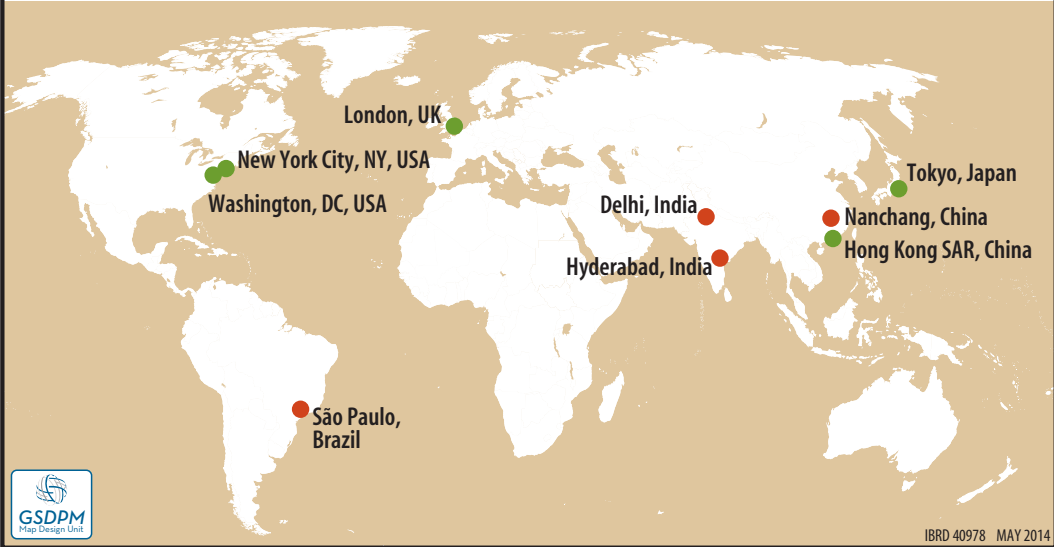 London, UK
New York City, NY, USA
Washington, DC, USA
Tokyo, Japan
Delhi, India
Nanchang, China
Hong Kong SAR, China
Hyderabad, India
São Paulo,
Brazil
GSDPM
Map Design Unit
IBRD 40978 MAY 2014